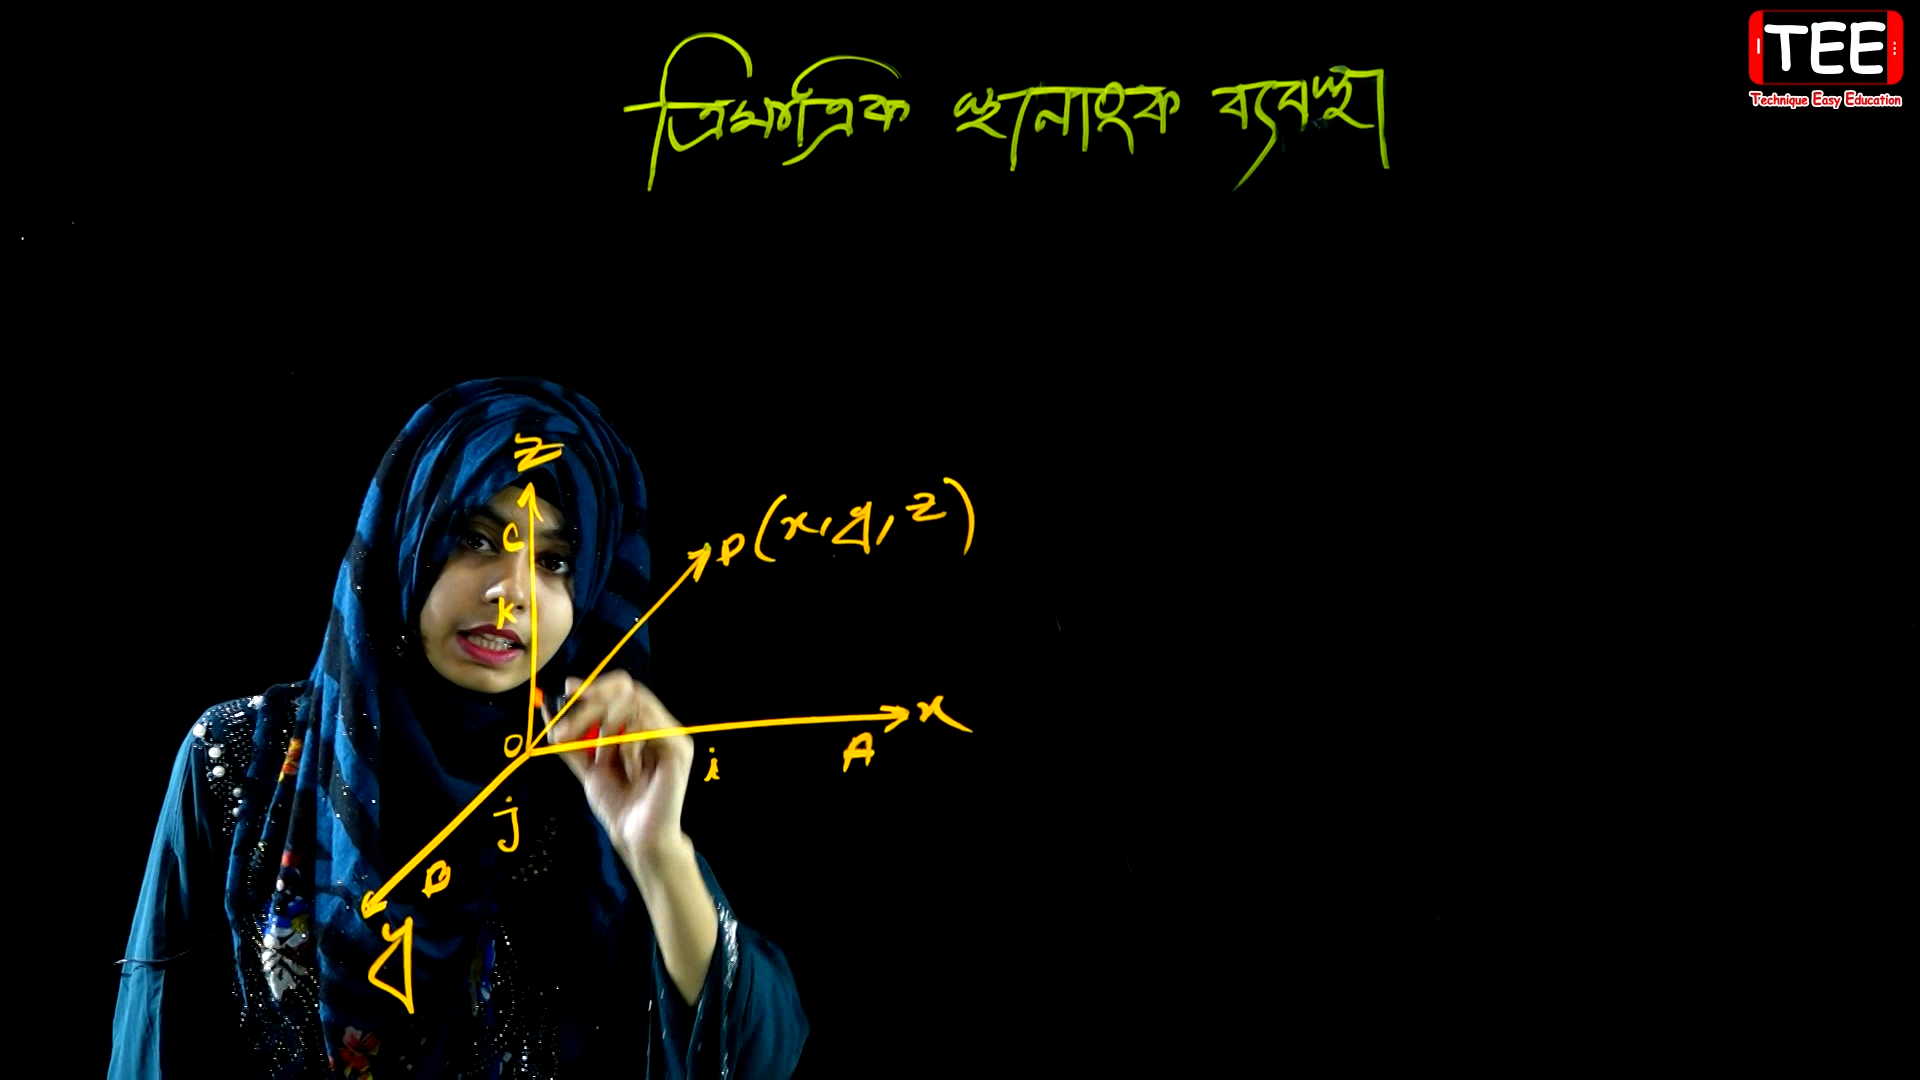 TEE
Technique Easy Education
ত্রিমাত্রিক স্থানাংক ব্যবস্থা
z
C
P(x, y, z)
K
O
x
i
A
j
B
y